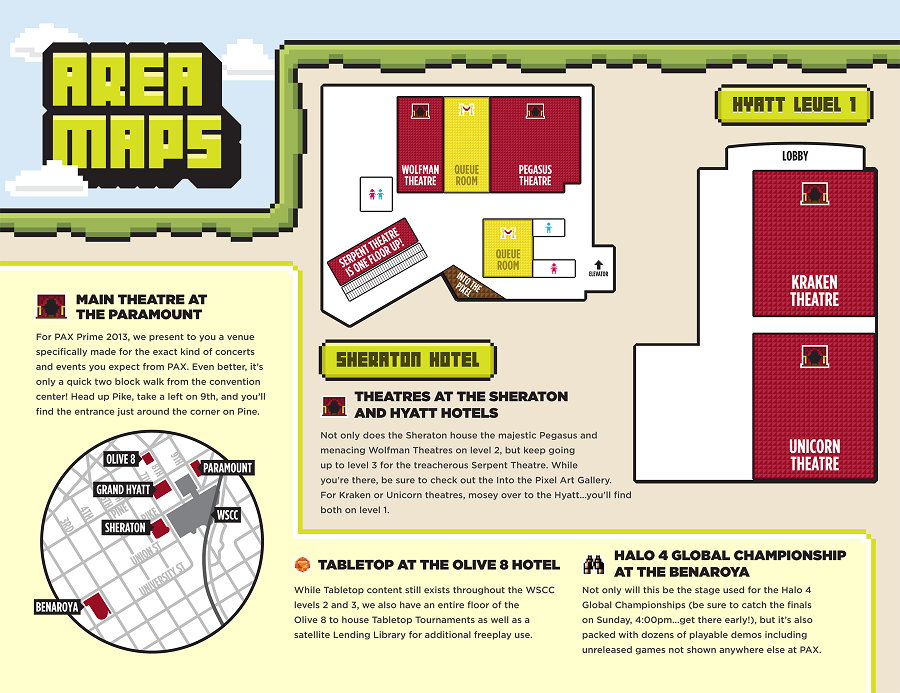 AREA
MAPS
WOLFMAN
THEATRE
QUEUE
ROOM
PEGASUS
THEATRE
SERPENT THEATRE
IS ONE FLOOR UP!
QUEUE
ROOM
INTO THE
PIXEL
ELEVATOR
SHERATON HOTEL
HYATT LEVEL 1
LOBBY
KRAKEN
THEATRE
UNICORN
THEATRE
MAIN THEATRE AT
THE PARAMOUNT
For PAX Prime 2013, we present to you a venue
specifically made for the exact kind of concerts
and events you expect from PAX. Even better, it's
only a quick two block walk from the convention
center! Head up Pike, take a left on 9th, and you'll
find the entrance just around the corner on Pine.
OLIVE 8
PARAMOUNT
GRAND HYATT
WSCC
SHERATON
BENAROYA
9TH
8TH
7TH
4TH
3RD
PIKE
UNION ST
UNIVERSITY ST
THEATRES AT THE SHERATON
AND HYATT HOTELS
Not only does the Sheraton house the majestic Pegasus and
menacing Wolfman Theatres on level 2, but keep going
up to level 3 for the treacherous Serpent Theatre. While
you're there, be sure to check out the Into the Pixel Art Gallery.
For Kraken or Unicorn theatres, mosey over to the Hyatt...you'll find
both on level 1.
TABLETOP AT THE OLIVE 8 HOTEL
While Tabletop content still exists throughout the WSCC
levels 2 and 3, we also have an entire floor of the
Olive 8 to house Tabletop Tournaments as well as a
satellite Lending Library for additional freeplay use.
HALO 4 GLOBAL CHAMPIONSHIP
AT THE BENAROYA
Not only will this be the stage used for the Halo 4
Global Championships (be sure to catch the finals
on Sunday, 4:00pm...get there early!), but it's also
packed with dozens of playable demos including
unreleased games not shown anywhere else at PAX.